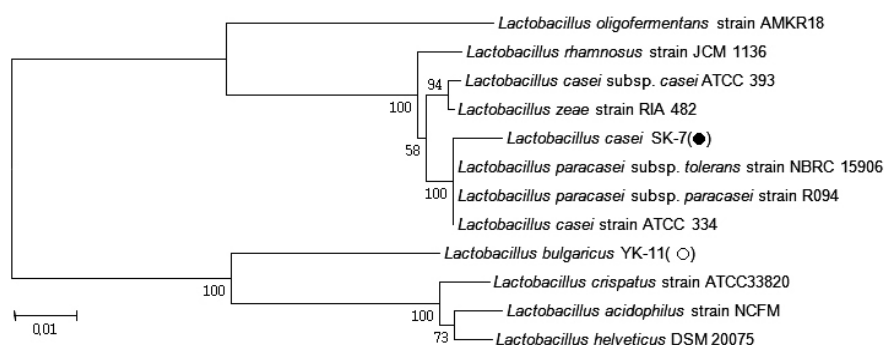 Lactobacillus oligofermentans strain AMKR18
Lactobacillus rhamnosus strain JCM 1136
94
Lactobacillus casei subsp. casei ATCC 393
100
Lactobacillus zeae strain RIA 482
Lactobacillus casei SK-7(●)
58
Lactobacillus paracasei subsp. tolerans strain NBRC 15906
100
Lactobacillus paracasei subsp. paracasei strain R094
Lactobacillus casei strain ATCC 334
Lactobacillus bulgaricus YK-11( ○)
100
Lactobacillus crispatus strain ATCC33820
100
Lactobacillus acidophilus strain NCFM
0.01
73
Lactobacillus helveticus DSM 20075